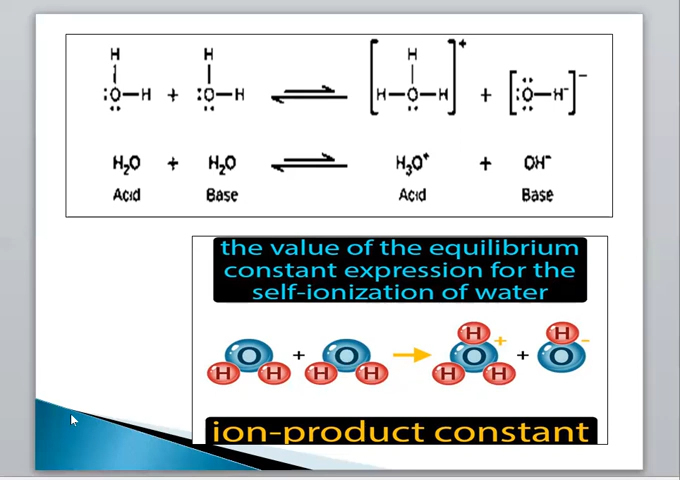 H H H +
:O—H + :O—H ⇌ H—O—H + :O—H⁻ −
H₂O + H₂O ⇌ H₃O⁺ + OH⁻
Acid Base Acid Base
the value of the equilibrium
constant expression for the
self-ionization of water
H + H −
O + O → O + O
H H H H H H
ion-product constant